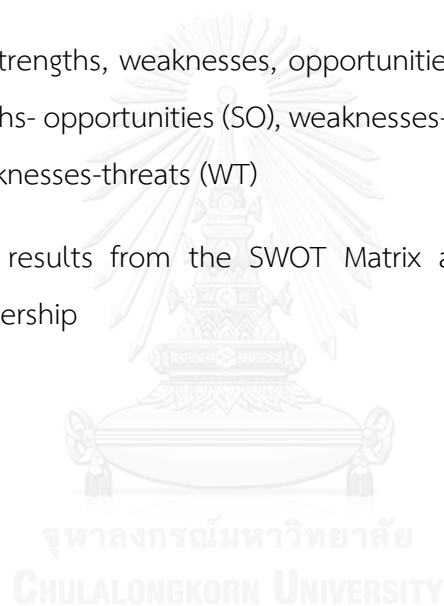 trengths, weaknesses, opportunitie
hs- opportunities (SO), weaknesses-
knesses-threats (WT)
results from the SWOT Matrix a
ership
จุฬาลงกรณ์มหาวิทยาลัย
CHULALONGKORN UNIVERSITY